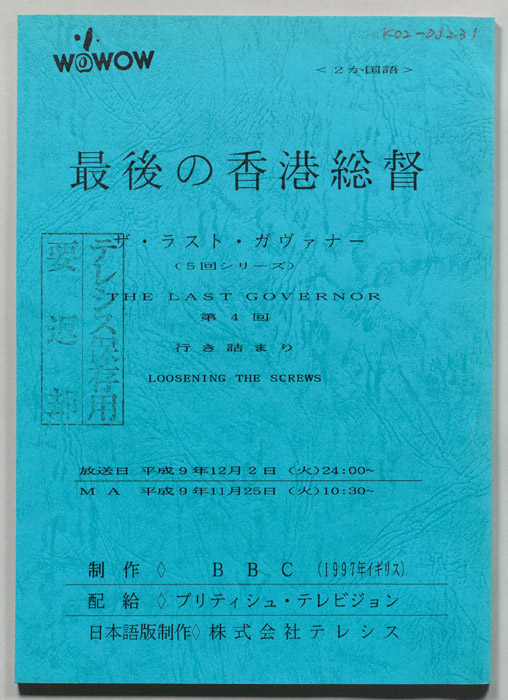 WOWOW
K02-08231
<2か国語>
最後の香港総督
ザ・ラスト・ガヴァナー
(5回シリーズ)
THE LAST GOVERNOR
第4回
行き詰まり
LOOSENING THE SCREWS
テレシス保存用
要返却
放送日 平成9年12月2日 (火)24:00~
MA 平成9年11月25日 (火)10:30~
制作◇ BBC (1997年イギリス)
配給◇ブリティシュ・テレビジョン
日本語版制作◇株式会社テレシス